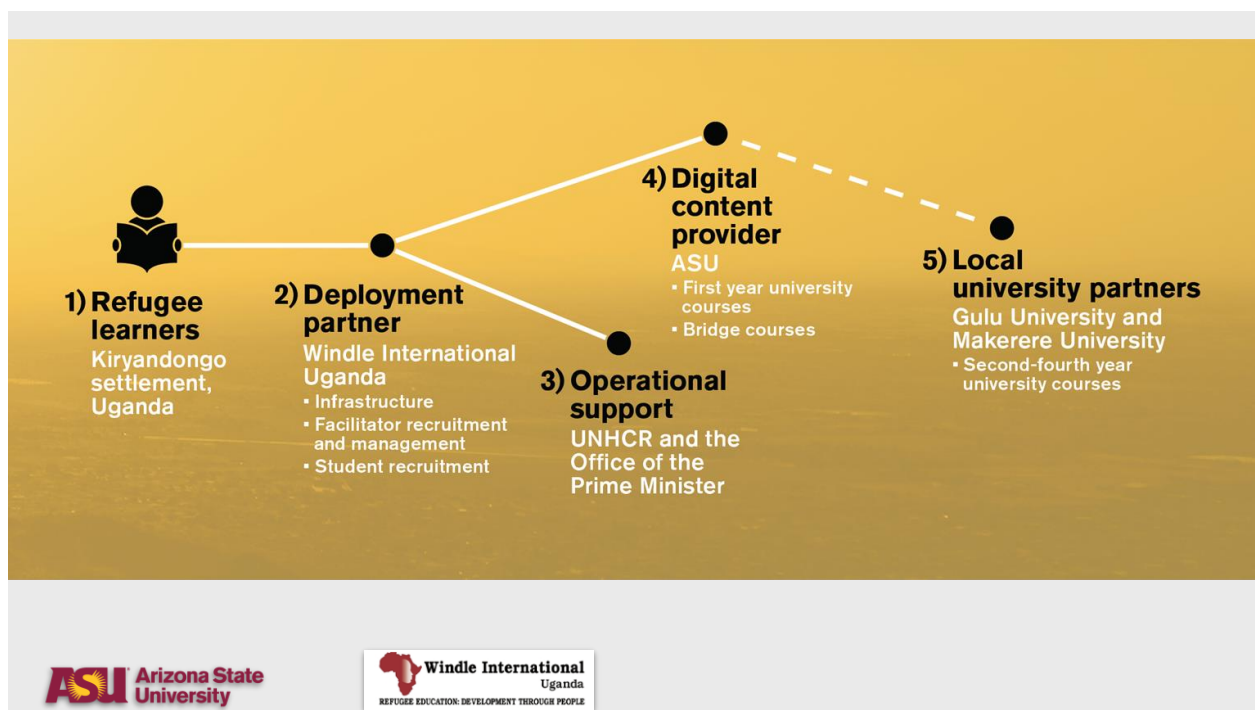 1) Refugee
learners
Kiryandongo
settlement,
Uganda
2) Deployment
partner
Windle International
Uganda
▪ Infrastructure
▪ Facilitator recruitment
and management
▪ Student recruitment
3) Operational
support
UNHCR and the
Office of the
Prime Minister
4) Digital
content
provider
ASU
▪ First year university
courses
▪ Bridge courses
5) Local
university partners
Gulu University and
Makerere University
▪ Second-fourth year
university courses
ASU Arizona State
University
Windle International
Uganda
REFUGEE EDUCATION: DEVELOPMENT THROUGH PEOPLE